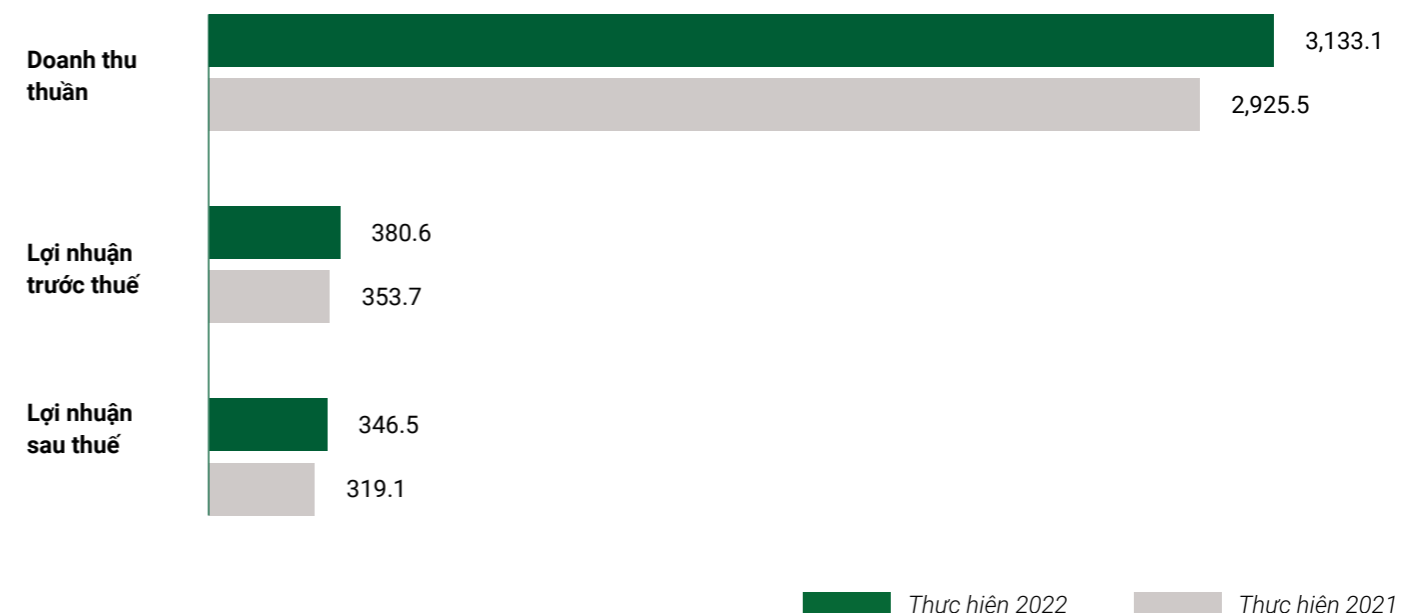 Doanh thu
thuần
3,133.1
2,925.5
Lợi nhuận
trước thuế
380.6
353.7
Lợi nhuận
sau thuế
346.5
319.1
Thực hiện 2022
Thực hiện 2021